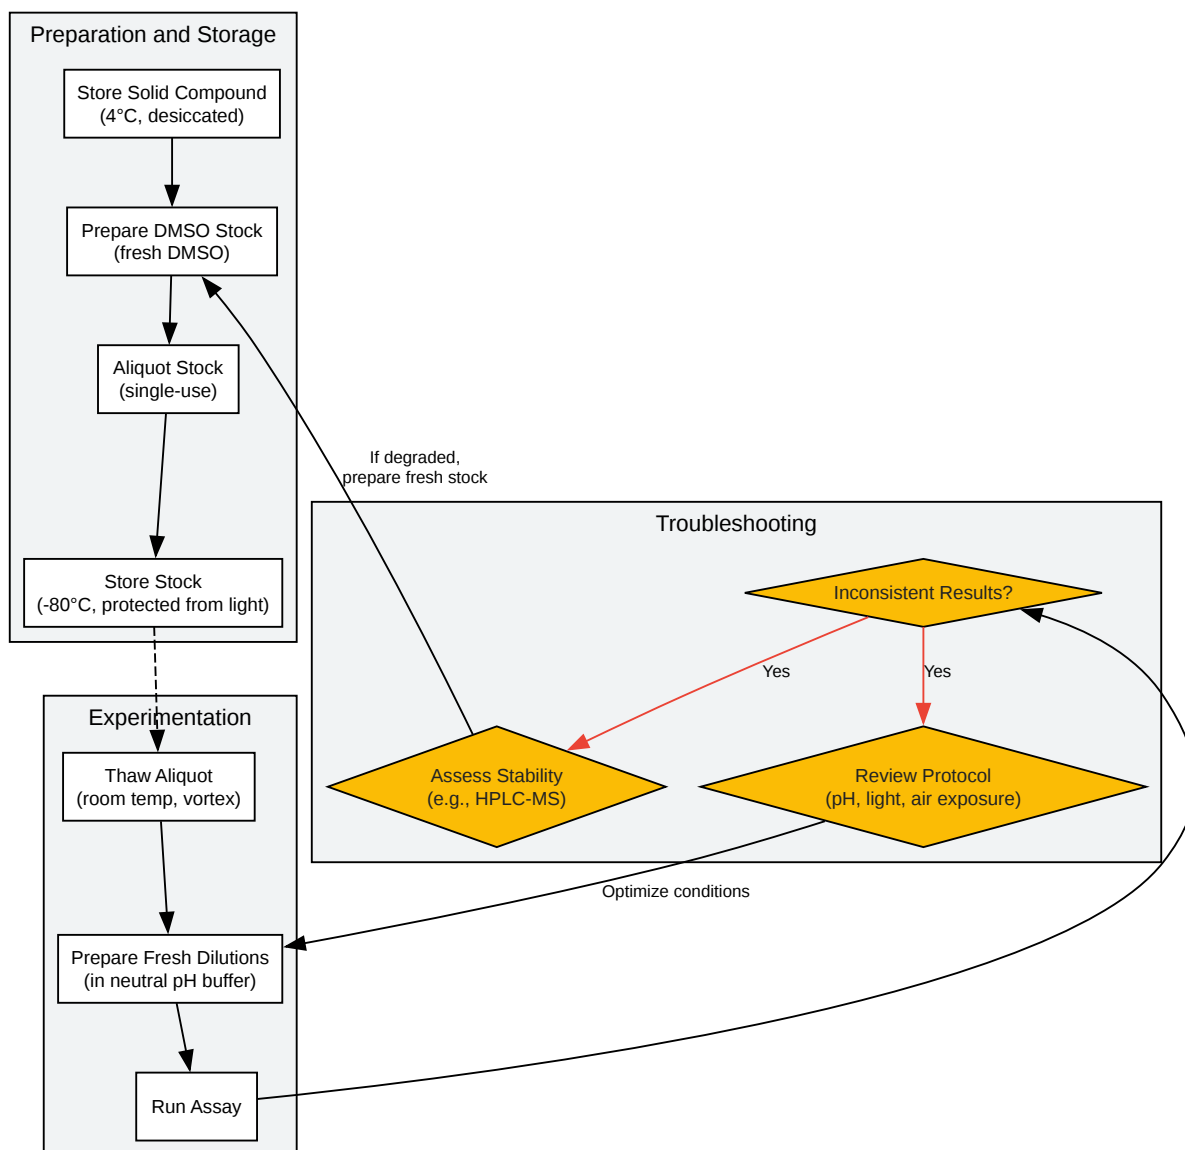 Preparation and Storage
Store Solid Compound
(4°C, desiccated)
Prepare DMSO Stock
(fresh DMSO)
Aliquot Stock
(single-use)
If degraded,
prepare fresh stock
Store Stock
(-80°C, protected from light)
Troubleshooting
Inconsistent Results?
Yes
Yes
Assess Stability
(e.g., HPLC-MS)
Review Protocol
(pH, light, air exposure)
Optimize conditions
Experimentation
Thaw Aliquot
(room temp, vortex)
Prepare Fresh Dilutions
(in neutral pH buffer)
Run Assay